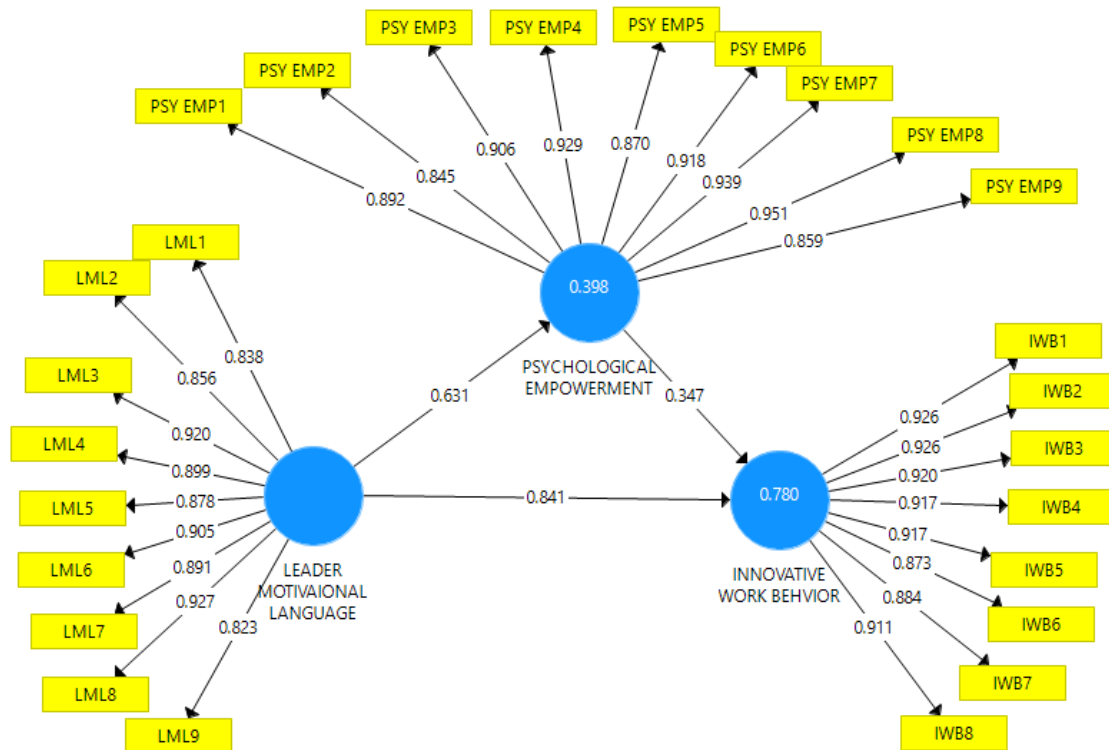 PSY EMP3
PSY EMP4
PSY EMP5
PSY EMP6
PSY EMP2
PSY EMP7
PSY EMP1
PSY EMP8
PSY EMP9
0.906
0.929
0.870
0.918
0.845
0.939
0.892
0.951
0.859
0.398
PSYCHOLOGICAL
EMPOWERMENT
LML1
LML2
LML3
LML4
LML5
LML6
LML7
LML8
LML9
0.838
0.856
0.920
0.899
0.878
0.905
0.891
0.927
0.823
LEADER
MOTIVAIONAL
LANGUAGE
0.631
0.347
0.841
0.780
INNOVATIVE
WORK BEHVIOR
0.926
0.926
0.920
0.917
0.917
0.873
0.884
0.911
IWB1
IWB2
IWB3
IWB4
IWB5
IWB6
IWB7
IWB8